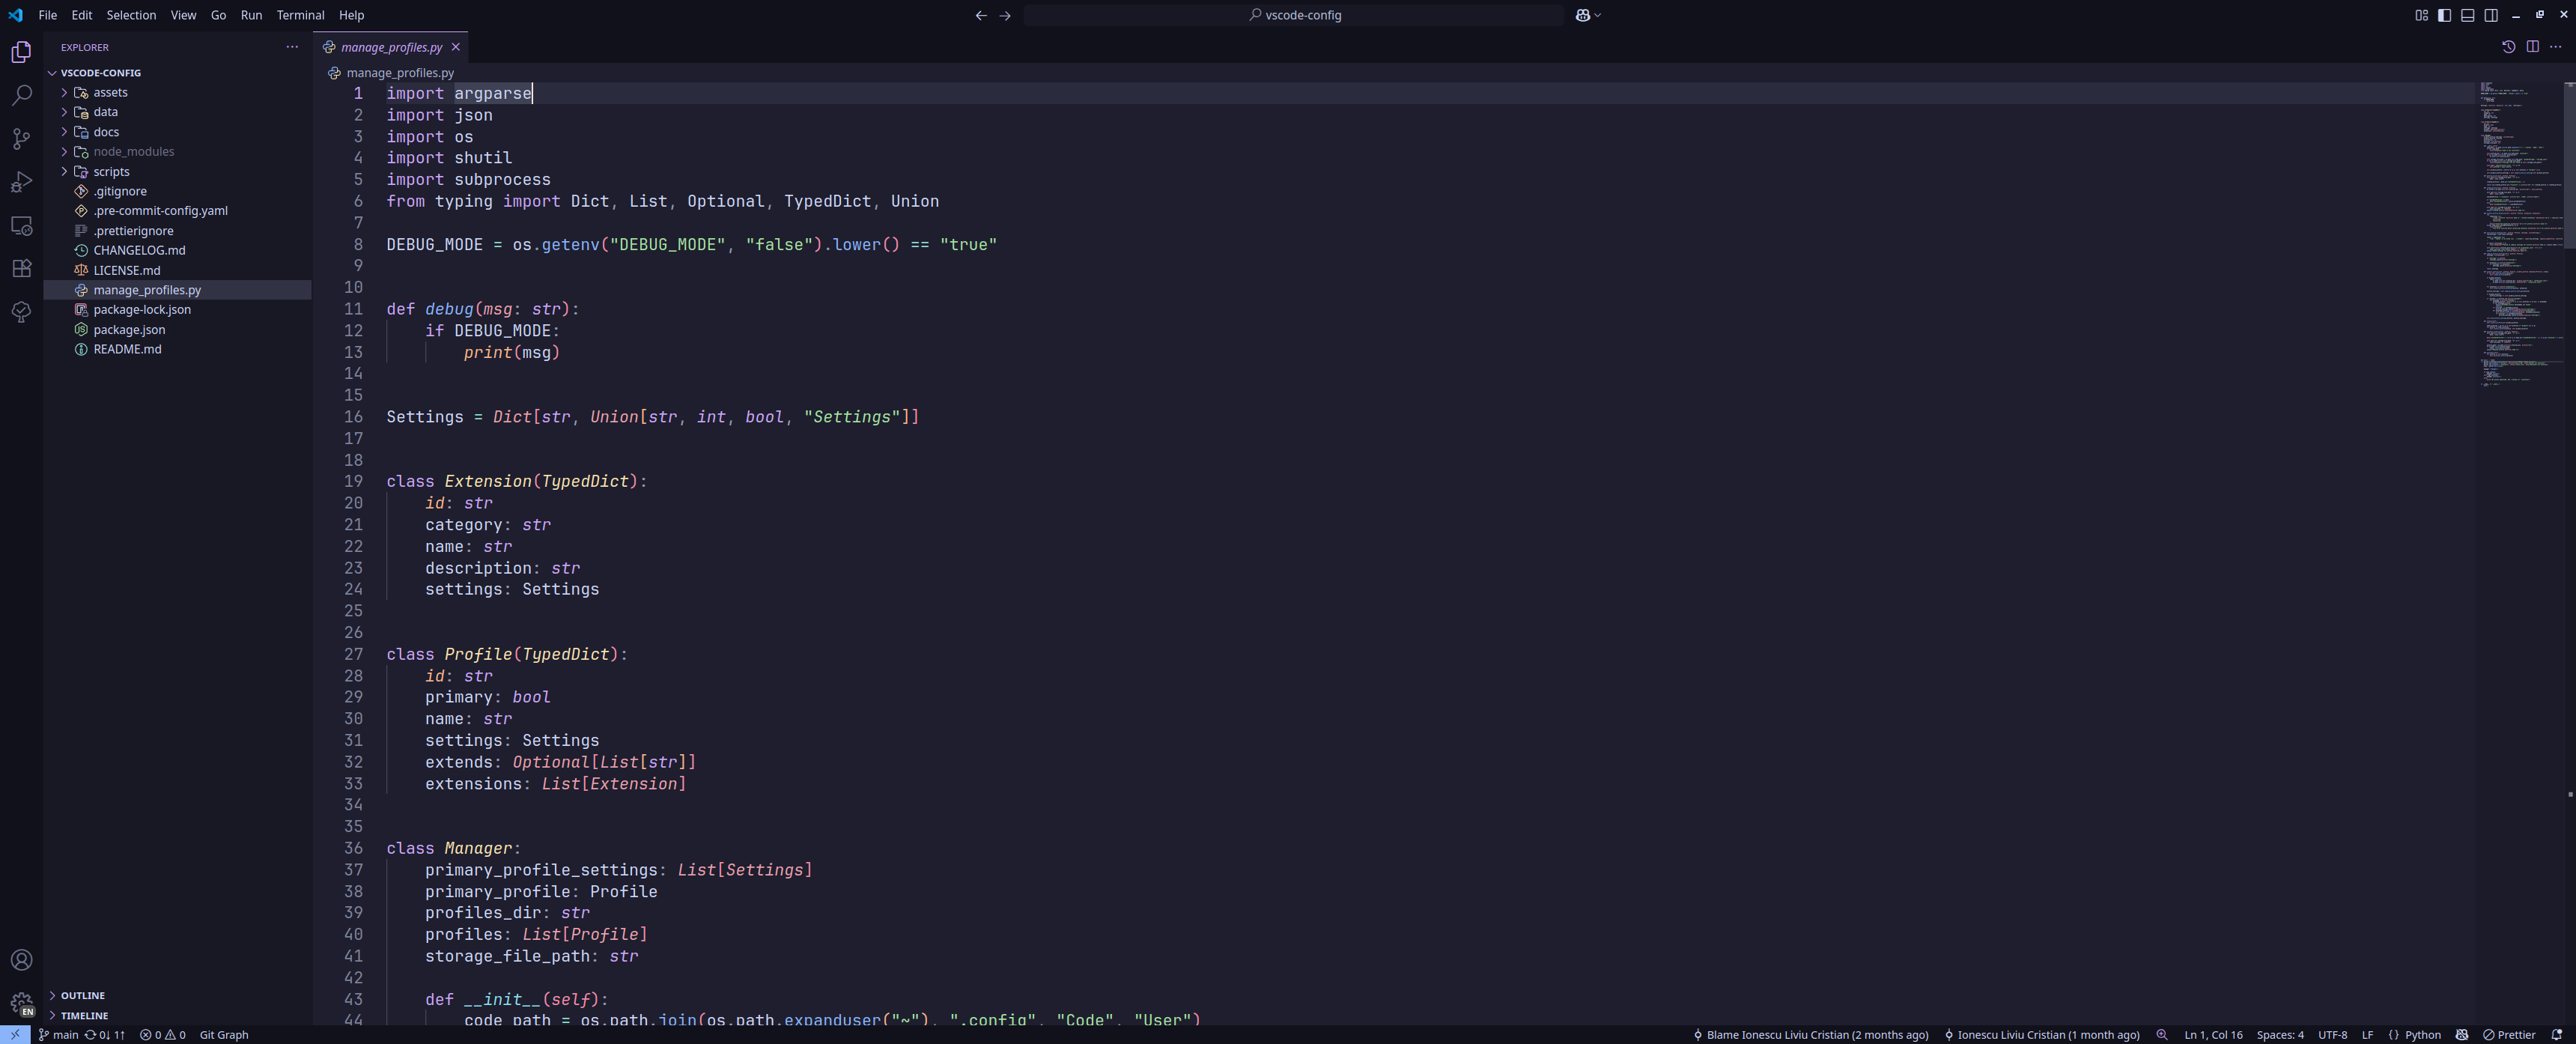 File Edit Selection View Go Run Terminal Help
vscode-config
EXPLORER
VSCODE-CONFIG
assets
data
docs
node_modules
scripts
.gitignore
.pre-commit-config.yaml
.prettierignore
CHANGELOG.md
LICENSE.md
manage_profiles.py
package-lock.json
package.json
README.md
OUTLINE
TIMELINE
manage_profiles.py
manage_profiles.py
1 import argparse
2 import json
3 import os
4 import shutil
5 import subprocess
6 from typing import Dict, List, Optional, TypedDict, Union
7
8 DEBUG_MODE = os.getenv("DEBUG_MODE", "false").lower() == "true"
9
10
11 def debug(msg: str):
12     if DEBUG_MODE:
13         print(msg)
14
15
16 Settings = Dict[str, Union[str, int, bool, "Settings"]]
17
18
19 class Extension(TypedDict):
20     id: str
21     category: str
22     name: str
23     description: str
24     settings: Settings
25
26
27 class Profile(TypedDict):
28     id: str
29     primary: bool
30     name: str
31     settings: Settings
32     extends: Optional[List[str]]
33     extensions: List[Extension]
34
35
36 class Manager:
37     primary_profile_settings: List[Settings]
38     primary_profile: Profile
39     profiles_dir: str
40     profiles: List[Profile]
41     storage_file_path: str
42
43     def __init__(self):
44         code_path = os.path.join(os.path.expanduser("~"), ".config", "Code", "User")
EN
main 0↓ 1↑ 0 0 Git Graph
Blame Ionescu Liviu Cristian (2 months ago) Ionescu Liviu Cristian (1 month ago) Ln 1, Col 16 Spaces: 4 UTF-8 LF {} Python Prettier